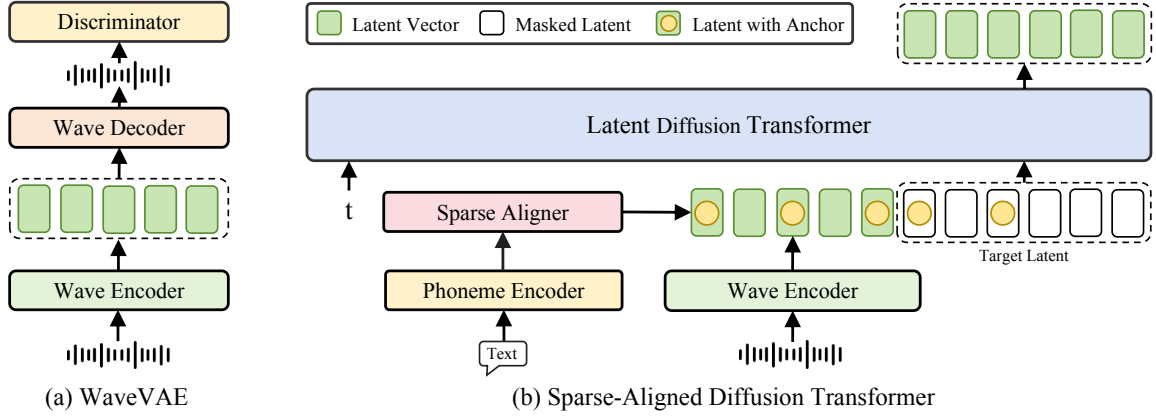 Discriminator
Wave Decoder
Wave Encoder
(a) WaveVAE
Latent Vector Masked Latent Latent with Anchor
Latent Diffusion Transformer
t
Sparse Aligner
Target Latent
Phoneme Encoder
Wave Encoder
Text
(b) Sparse-Aligned Diffusion Transformer